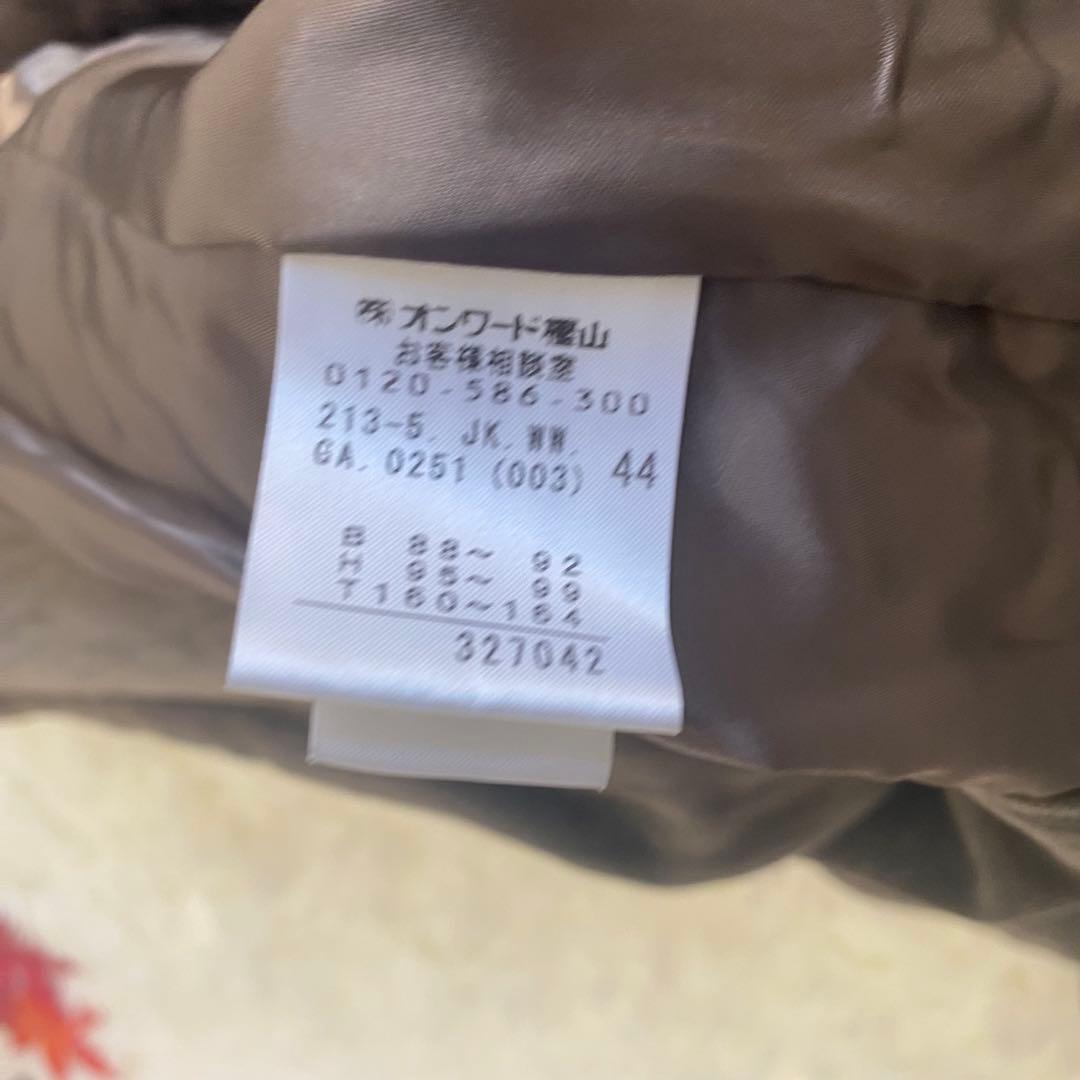 ㈱オンワード樫山
お客様相談室
0120-586-300
213-5. JK. WW.
GA. 0251 (003) 44
B 88～ 92
H 95～ 99
T160～164
327042